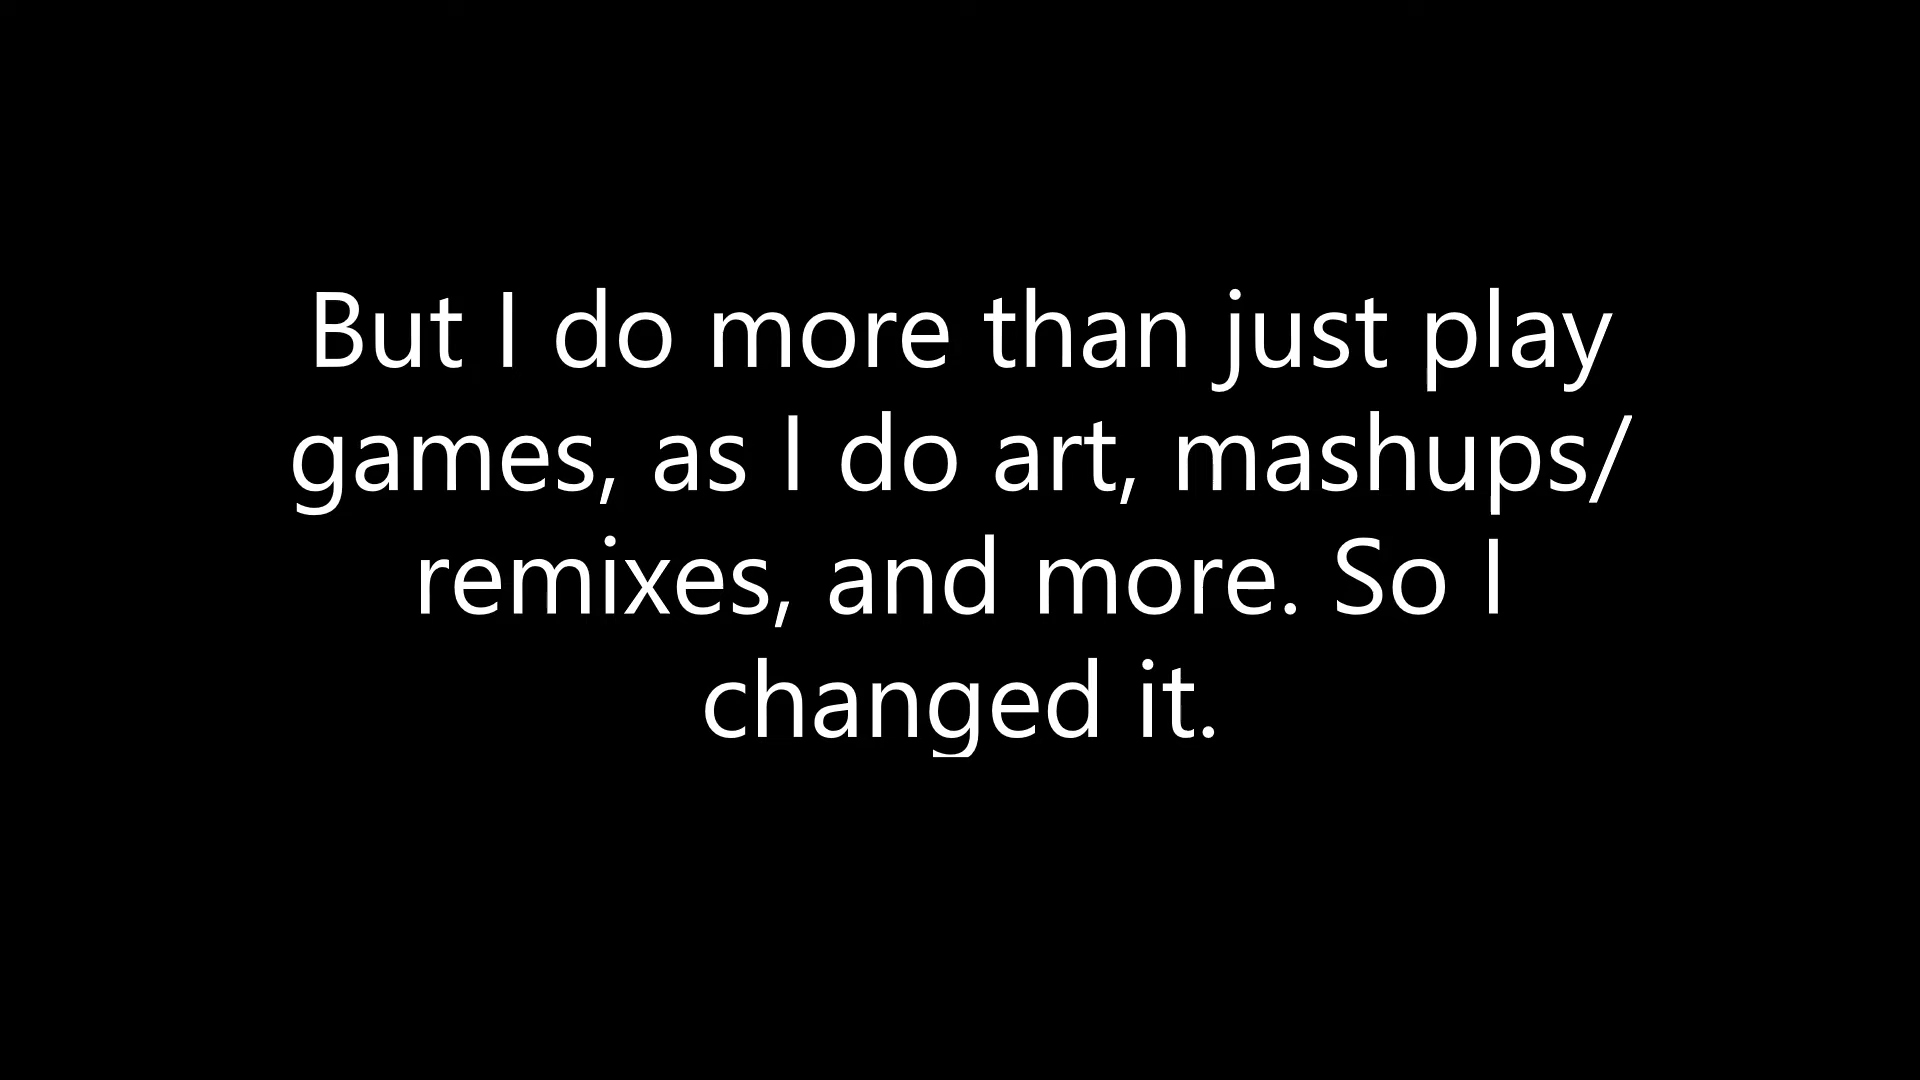 But I do more than just play
games, as I do art, mashups/
remixes, and more. So I
changed it.